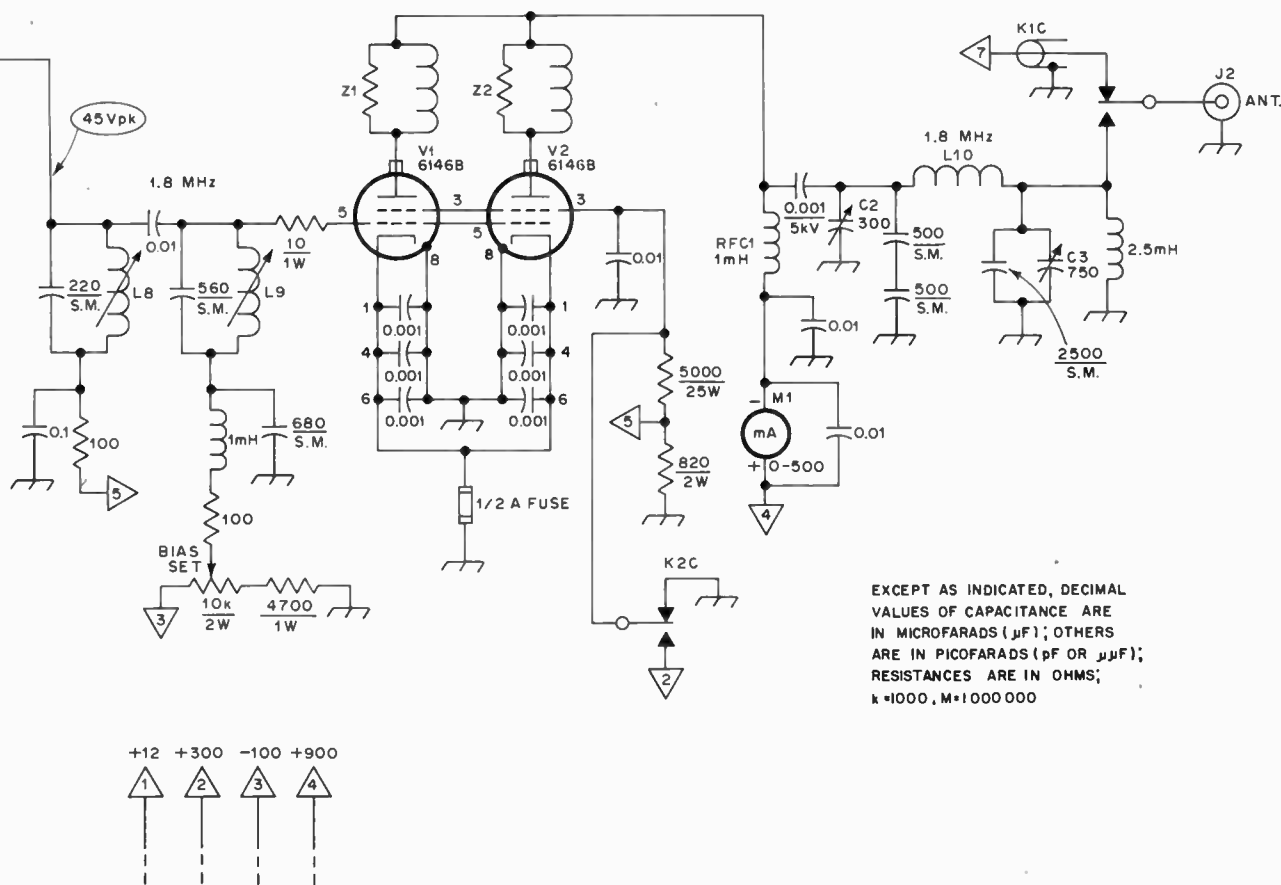 K1C
7
J2
ANT.
45Vpk
Z1
Z2
V1
6146B
V2
6146B
1.8 MHz
1.8 MHz
L10
0.01
10
1W
5
3
5
3
8
8
0.01
0.001
5kV
C2
300
RFC1
1mH
500
S.M.
500
S.M.
C3
750
2.5mH
220
S.M.
L8
560
S.M.
L9
1
0.001
0.001
1
4
0.001
0.001
4
6
0.001
0.001
6
0.01
2500
S.M.
5000
25W
5
820
2W
- M1
mA
+ 0-500
0.01
4
0.1
100
5
1mH
680
S.M.
100
1/2 A FUSE
BIAS
SET
3
10k
2W
4700
1W
K2C
2
EXCEPT AS INDICATED, DECIMAL
VALUES OF CAPACITANCE ARE
IN MICROFARADS (µF); OTHERS
ARE IN PICOFARADS (pF OR µµF);
RESISTANCES ARE IN OHMS;
k=1000, M=1000000
+12 +300 -100 +900
1 2 3 4